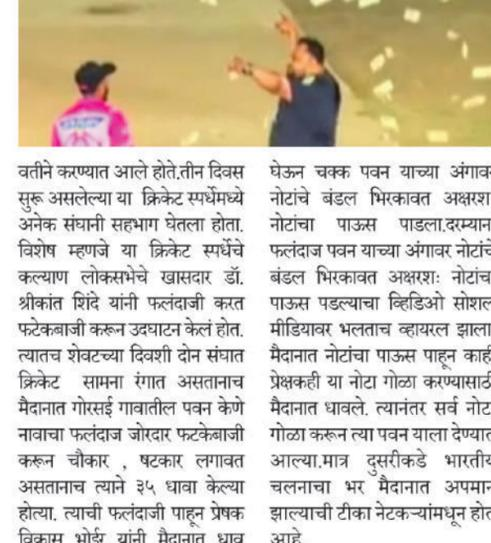 वतीने करण्यात आले होते.तीन दिवस
सुरू असलेल्या या क्रिकेट स्पर्धेमध्ये
अनेक संघानी सहभाग घेतला होता.
विशेष म्हणजे या क्रिकेट स्पर्धेचे
कल्याण लोकसभेचे खासदार डॉ.
श्रीकांत शिंदे यांनी फलंदाजी करत
फटेकबाजी करून उदघाटन केलं होत.
त्यातच शेवटच्या दिवशी दोन संघात
क्रिकेट सामना रंगात असतानाच
मैदानात गोरसई गावातील पवन केणे
नावाचा फलंदाज जोरदार फटकेबाजी
करून चौकार , षटकार लगावत
असतानाच त्याने ३५ धावा केल्या
होत्या. त्याची फलंदाजी पाहून प्रेषक
विकास भोईर यांनी मैदानात धाव
घेऊन चक्क पवन याच्या अंगाव
नोटांचे बंडल भिरकावत अक्षरश
नोटांचा पाऊस पाडला.दरम्यान
फलंदाज पवन याच्या अंगावर नोटांचे
बंडल भिरकावत अक्षरशः नोटांच
पाऊस पडल्याचा व्हिडिओ सोशल
मीडियावर भलताच व्हायरल झाला
मैदानात नोटांचा पाऊस पाहून काही
प्रेक्षकही या नोटा गोळा करण्यासाठ
मैदानात धावले. त्यानंतर सर्व नोट
गोळा करून त्या पवन याला देण्यात
आल्या.मात्र दुसरीकडे भारतीय
चलनाचा भर मैदानात अपमान
झाल्याची टीका नेटकऱ्यांमधून होत
आहे.